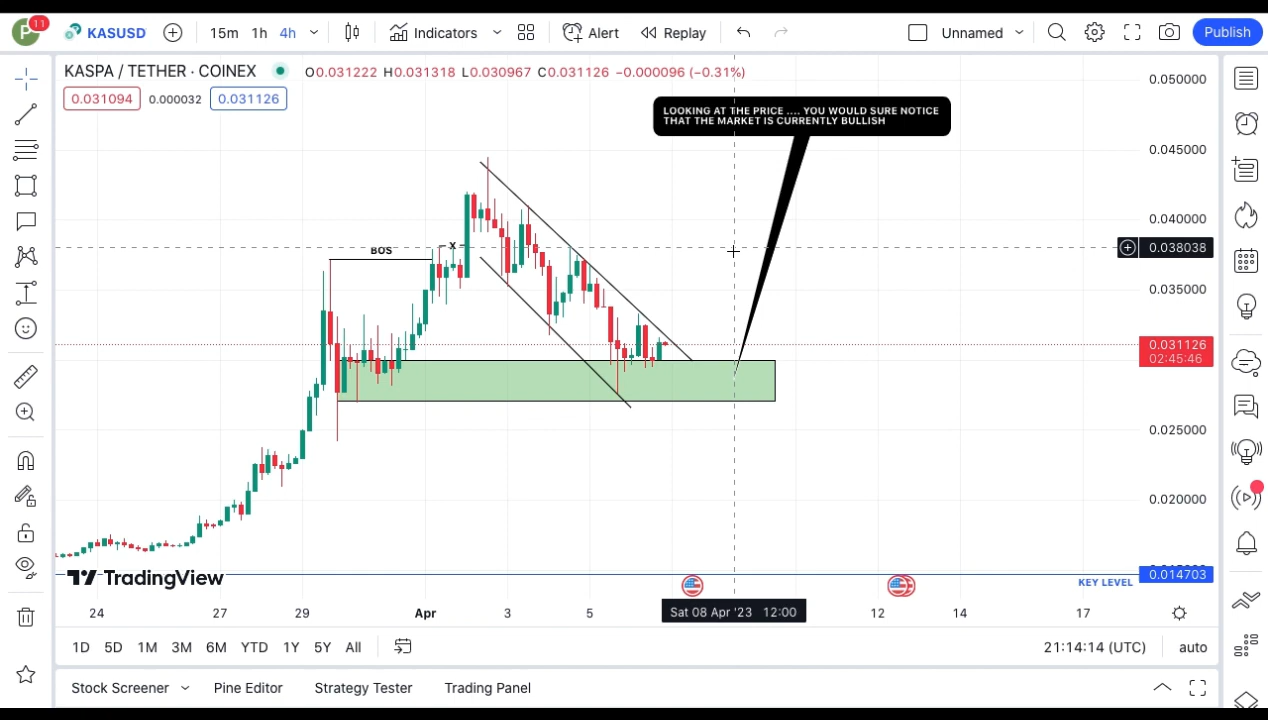 P 11 KASUSD 15m 1h 4h Indicators Alert Replay Unnamed Publish
KASPA / TETHER · COINEX O0.031222 H0.031318 L0.030967 C0.031126 −0.000096 (−0.31%)
0.031094 0.000032 0.031126
0.050000
LOOKING AT THE PRICE .... YOU WOULD SURE NOTICE
THAT THE MARKET IS CURRENTLY BULLISH
0.045000
0.040000
BOS X 0.038038
0.035000
0.031126
02:45:46
0.025000
0.020000
TradingView KEY LEVEL 0.014703
24 27 29 Apr 3 5 Sat 08 Apr '23 12:00 12 14 17
1D 5D 1M 3M 6M YTD 1Y 5Y All 21:14:14 (UTC) auto
Stock Screener Pine Editor Strategy Tester Trading Panel